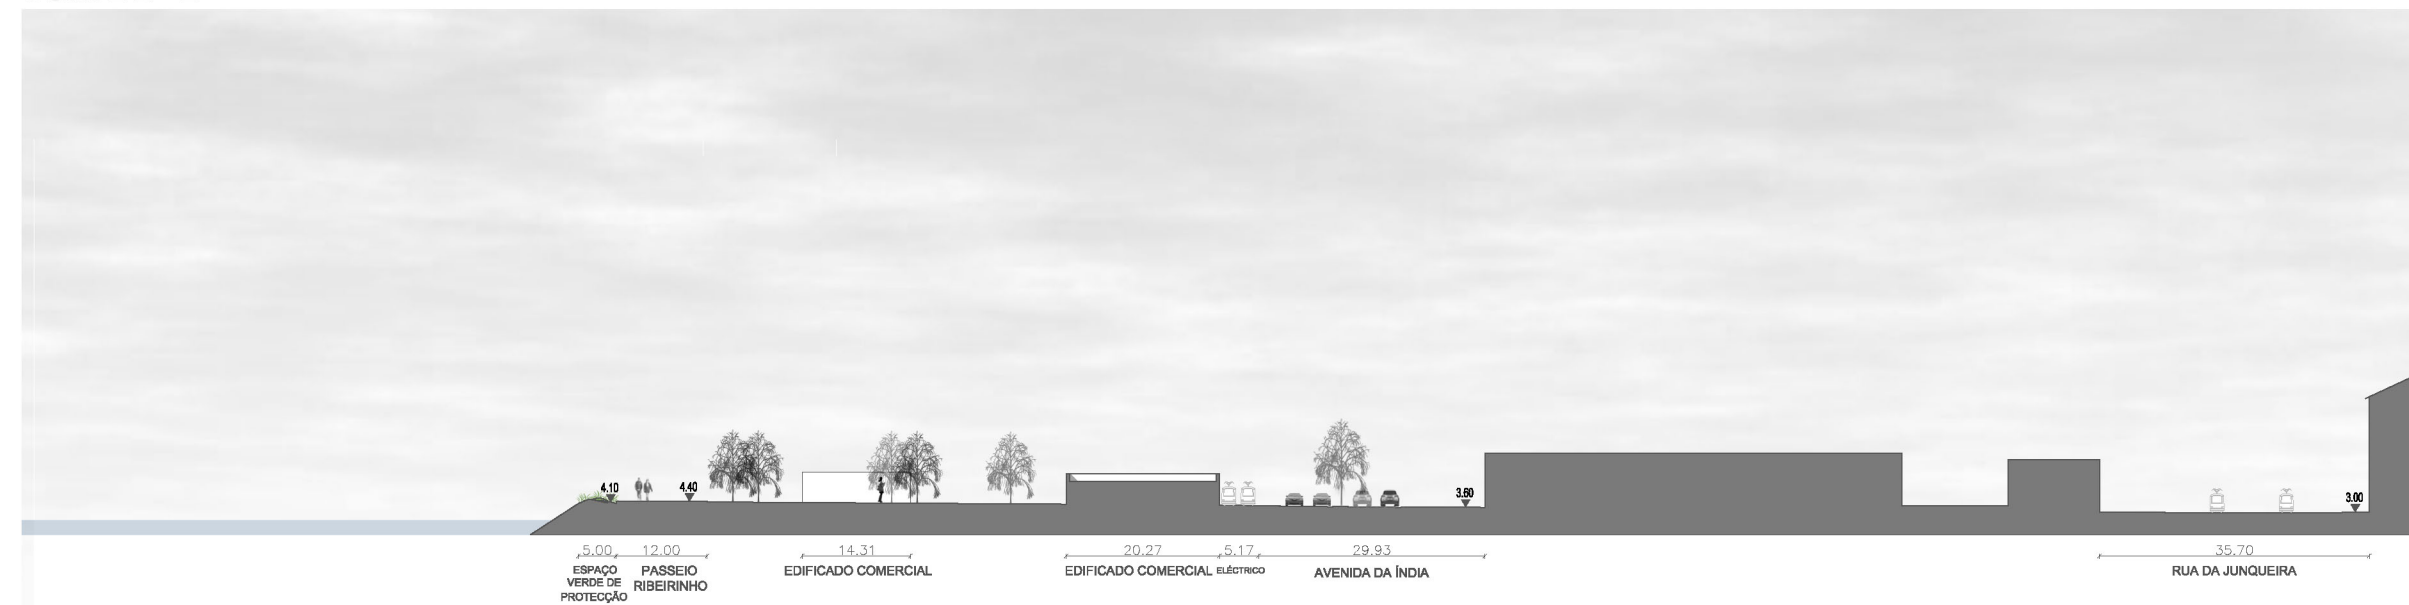 4.10
4.40
3.60
3.00
5.00
12.00
14.31
20.27
5.17
29.93
35.70
ESPAÇO
VERDE DE
PROTECÇÃO
PASSEIO
RIBEIRINHO
EDIFICADO COMERCIAL
EDIFICADO COMERCIAL
ELÉCTRICO
AVENIDA DA ÍNDIA
RUA DA JUNQUEIRA